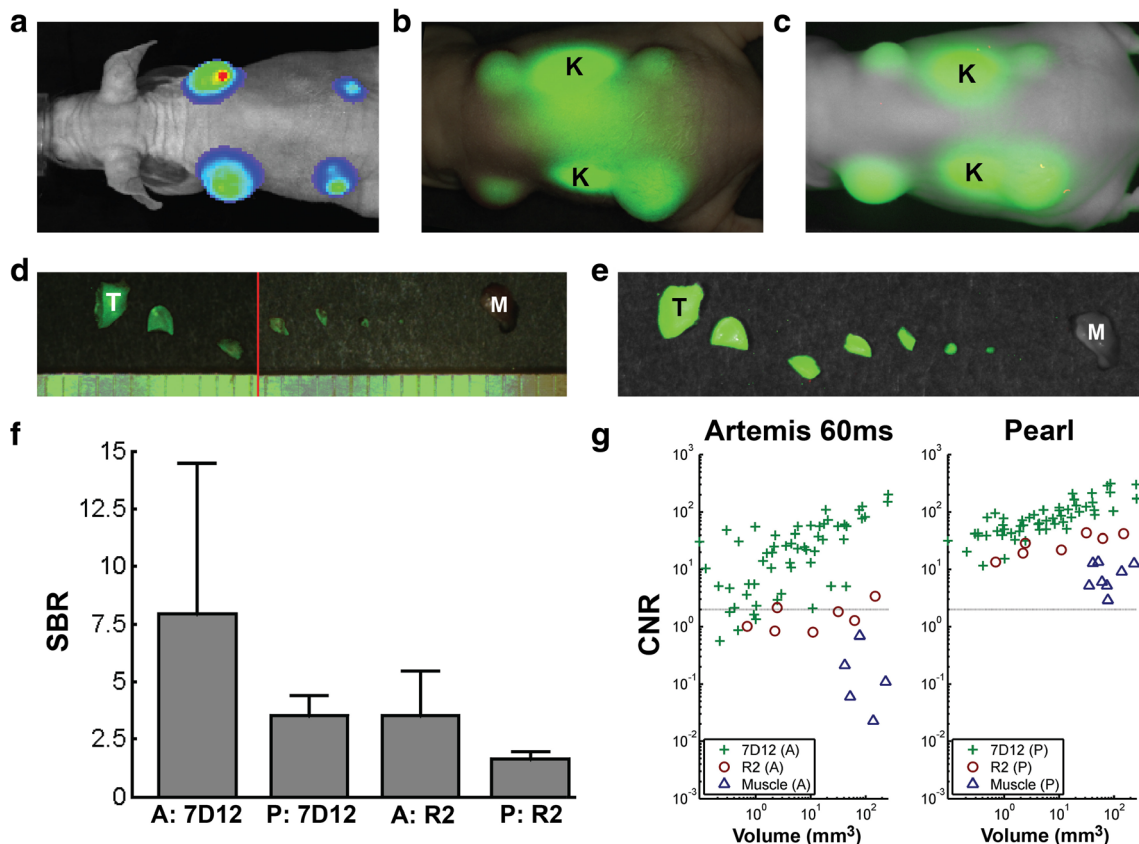 a
b
c
K
K
K
K
d
e
T
M
T
M
f
g
Artemis 60ms
Pearl
SBR
15
12.5
10
7.5
5
2.5
0
A: 7D12
P: 7D12
A: R2
P: R2
CNR
10³
10²
10¹
10⁰
10⁻¹
10⁻²
10⁻³
7D12 (A)
R2 (A)
Muscle (A)
10⁰
10¹
10²
Volume (mm³)
10³
10²
10¹
10⁰
10⁻¹
10⁻²
10⁻³
7D12 (P)
R2 (P)
Muscle (P)
10⁰
10¹
10²
Volume (mm³)